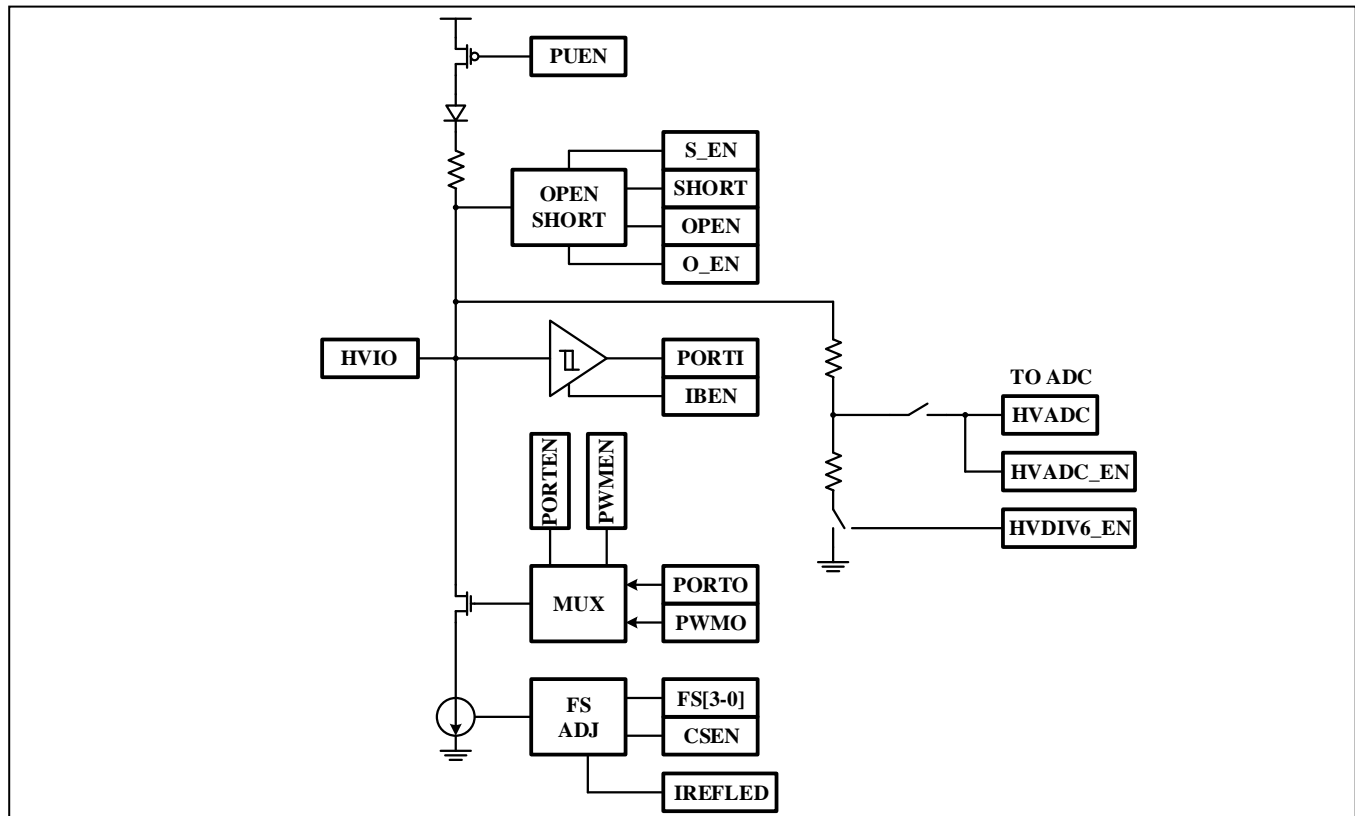 PUEN
S_EN
OPEN
SHORT
SHORT
OPEN
O_EN
HVIO
PORTI
IBEN
TO ADC
HVADC
HVADC_EN
HVDIV6_EN
PORTEN
PWMEN
MUX
PORTO
PWMO
FS
ADJ
FS[3-0]
CSEN
IREFLED